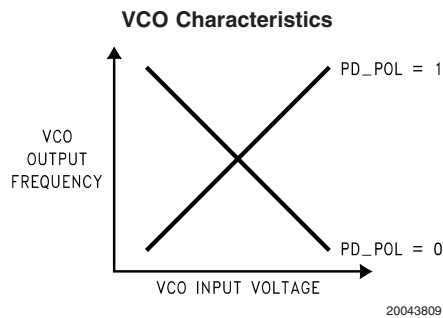 VCO Characteristics
PD_POL = 1
VCO
OUTPUT
FREQUENCY
PD_POL = 0
VCO INPUT VOLTAGE
20043809